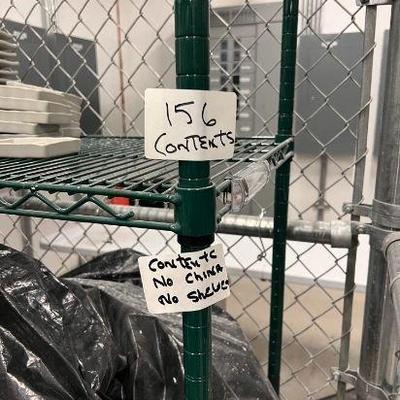 156
CONTENTS
CONTENTS
NO CHINA
NO SHELVES